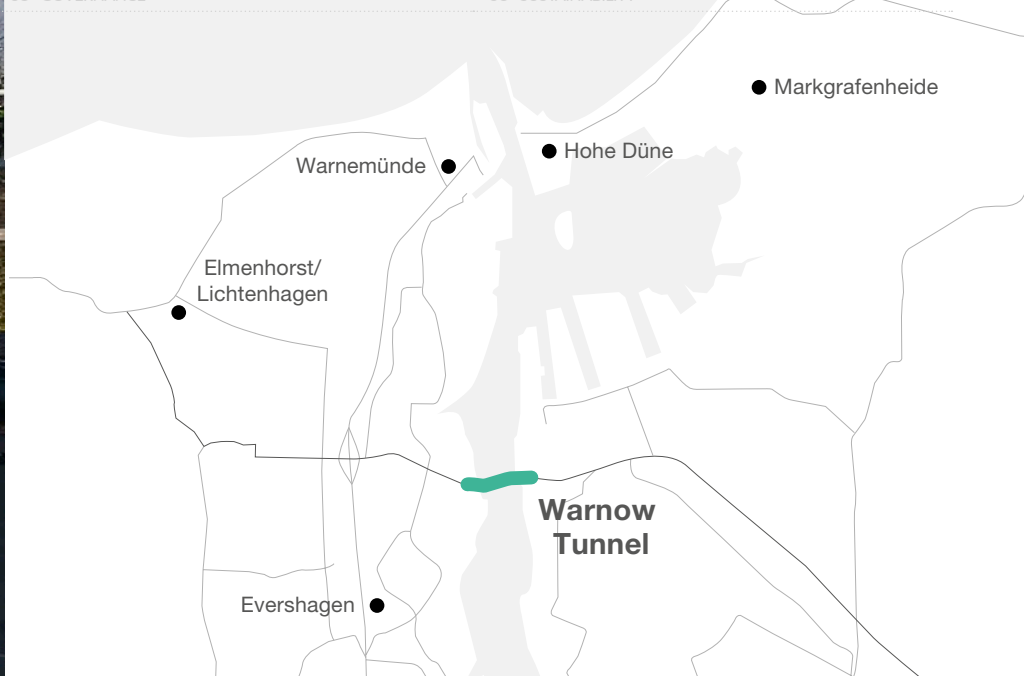 Markgrafenheide
Hohe Düne
Warnemünde
Elmenhorst/
Lichtenhagen
Warnow
Tunnel
Evershagen